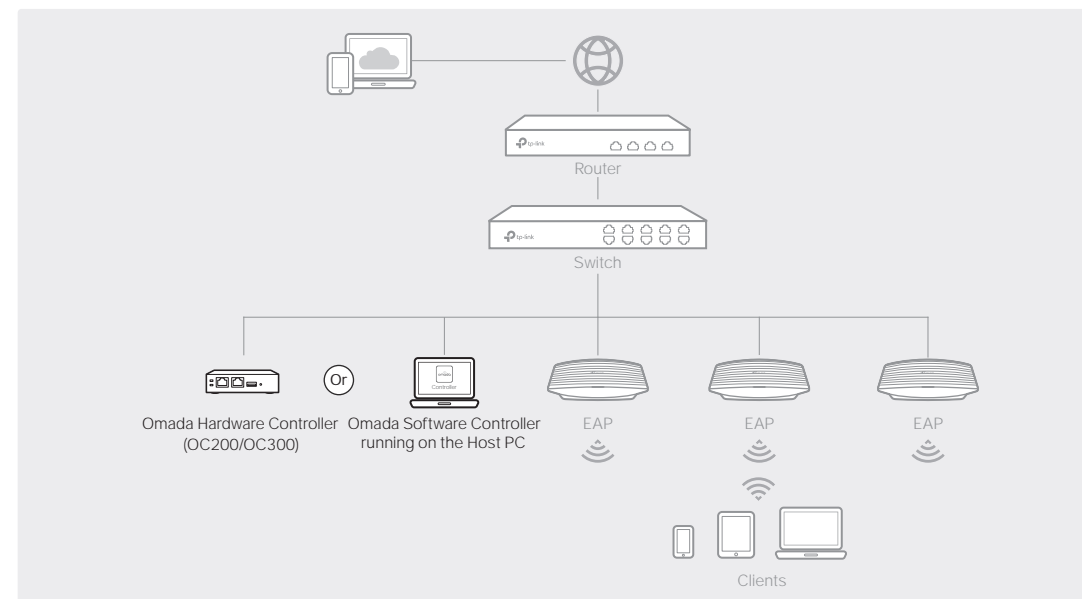 tp-link
Router
tp-link
Switch
Or
Controller
Omada Hardware Controller
(OC200/OC300)
Omada Software Controller
running on the Host PC
EAP
EAP
EAP
Clients